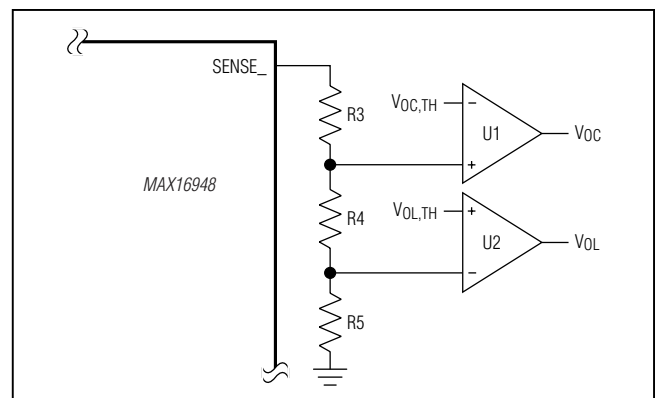 SENSE_
R3
VOC,TH
−
U1
VOC
+
MAX16948
R4
VOL,TH
+
U2
VOL
−
R5